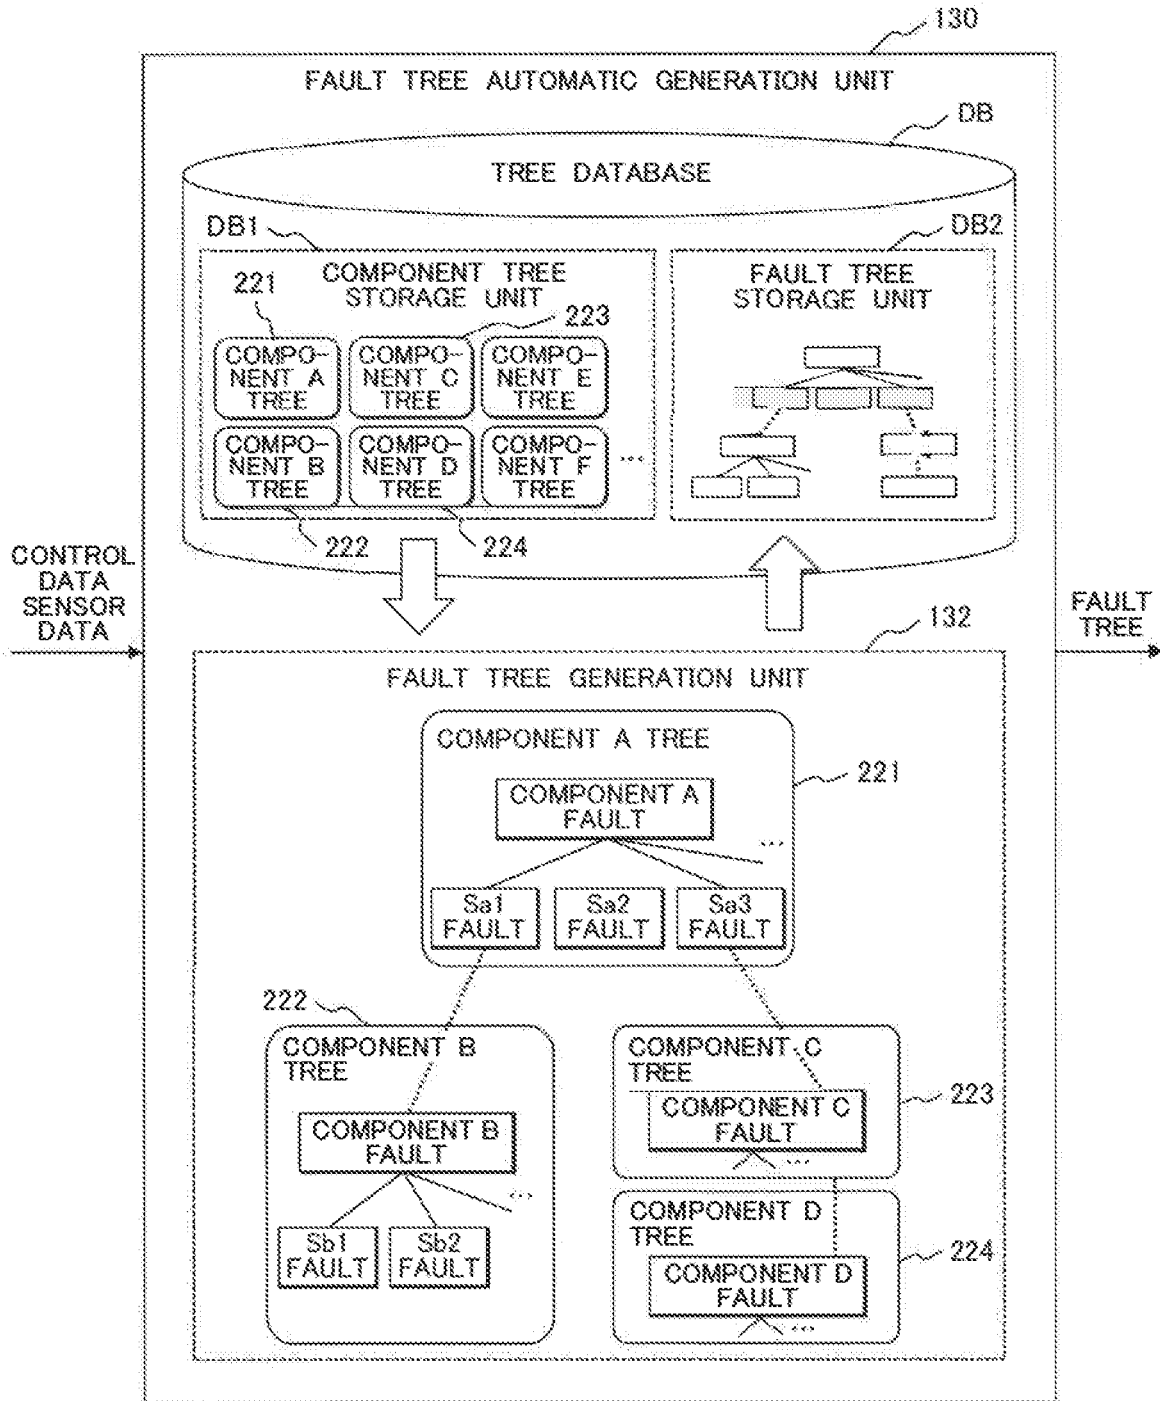 130
FAULT TREE AUTOMATIC GENERATION UNIT
DB
TREE DATABASE
DB1
DB2
COMPONENT TREE
STORAGE UNIT
FAULT TREE
STORAGE UNIT
221
223
COMPO-
NENT A
TREE
COMPO-
NENT C
TREE
COMPO-
NENT E
TREE
COMPO-
NENT B
TREE
COMPO-
NENT D
TREE
COMPO-
NENT F
TREE
...
222
224
CONTROL
DATA
SENSOR
DATA
FAULT
TREE
132
FAULT TREE GENERATION UNIT
COMPONENT A TREE
221
COMPONENT A
FAULT
...
Sa1
FAULT
Sa2
FAULT
Sa3
FAULT
222
COMPONENT B
TREE
COMPONENT B
FAULT
...
Sb1
FAULT
Sb2
FAULT
COMPONENT C
TREE
223
COMPONENT C
FAULT
...
COMPONENT D
TREE
224
COMPONENT D
FAULT
...